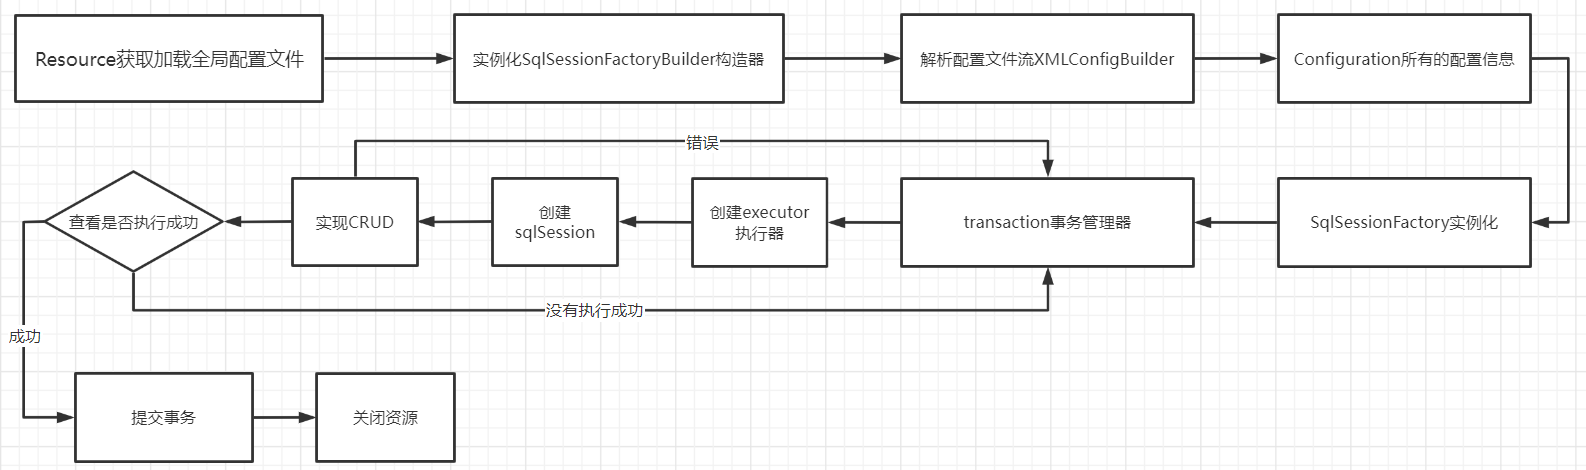 Resource获取加载全局配置文件
实例化SqlSessionFactoryBuilder构造器
解析配置文件流XMLConfigBuilder
Configuration所有的配置信息
错误
查看是否执行成功
实现CRUD
创建
sqlSession
创建executor
执行器
transaction事务管理器
SqlSessionFactory实例化
没有执行成功
成功
提交事务
关闭资源